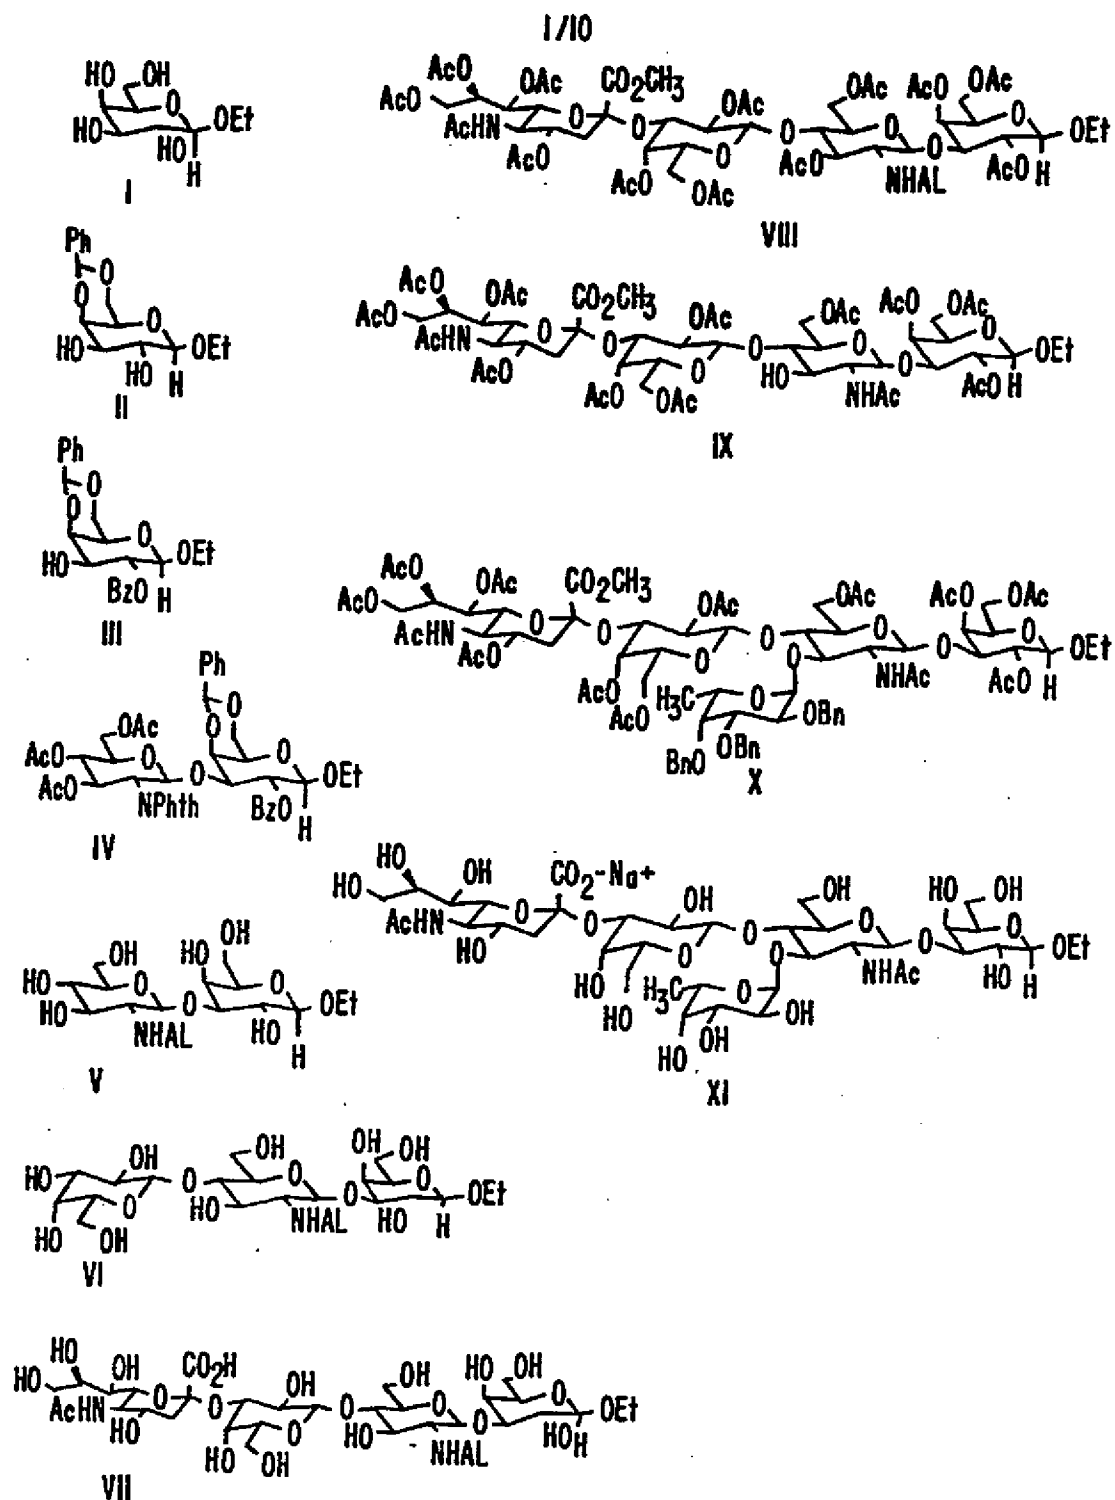 1/10
HO OH
O
HO HO OEt
H
I
Ph
O
O
O
HO HO OEt
H
II
Ph
O
O
O
HO OEt
BzO H
III
Ph
O
O
OAc
AcO O O OEt
AcO O
NPhth BzO H
IV
OH HO OH
HO O O OEt
HO O
NHAL HO H
V
OH OH OH OH
HO O O O OEt
O HO O
HO OH NHAL HO H
VI
HO OH CO2H OH OH HO OH
HO O O O O OEt
AcHN O O O
HO HO OH HO NHAL HO H
VII
AcO OAc CO2CH3 OAc OAc AcO OAc
AcO O O O O O OEt
AcHN O O
AcO AcO OAc AcO NHAL AcO H
VIII
AcO OAc CO2CH3 OAc OAc AcO OAc
AcO O O O O O OEt
AcHN O O
AcO AcO OAc HO NHAc AcO H
IX
AcO OAc CO2CH3 OAc OAc AcO OAc
AcO O O O O O OEt
AcHN O O O
AcO AcO AcO NHAc AcO H
H3C O OBn
BnO OBn
X
HO OH CO2-Na+ OH OH HO OH
HO O O O O O OEt
AcHN O O O
HO HO HO NHAc HO H
H3C O OH
HO OH
XI